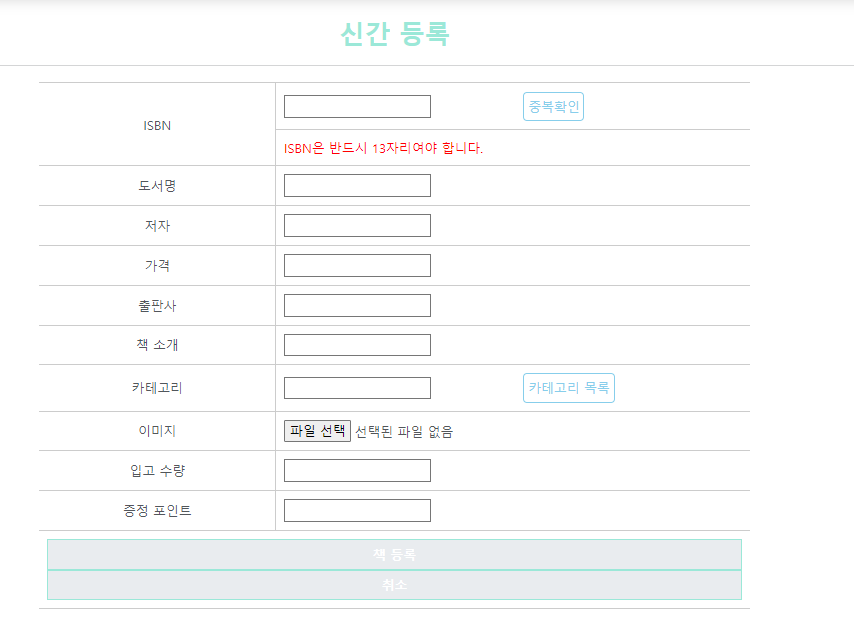 신간 등록
ISBN
중복확인
ISBN은 반드시 13자리여야 합니다.
도서명
저자
가격
출판사
책 소개
카테고리
카테고리 목록
이미지
파일 선택 선택된 파일 없음
입고 수량
증정 포인트
책 등록
취소